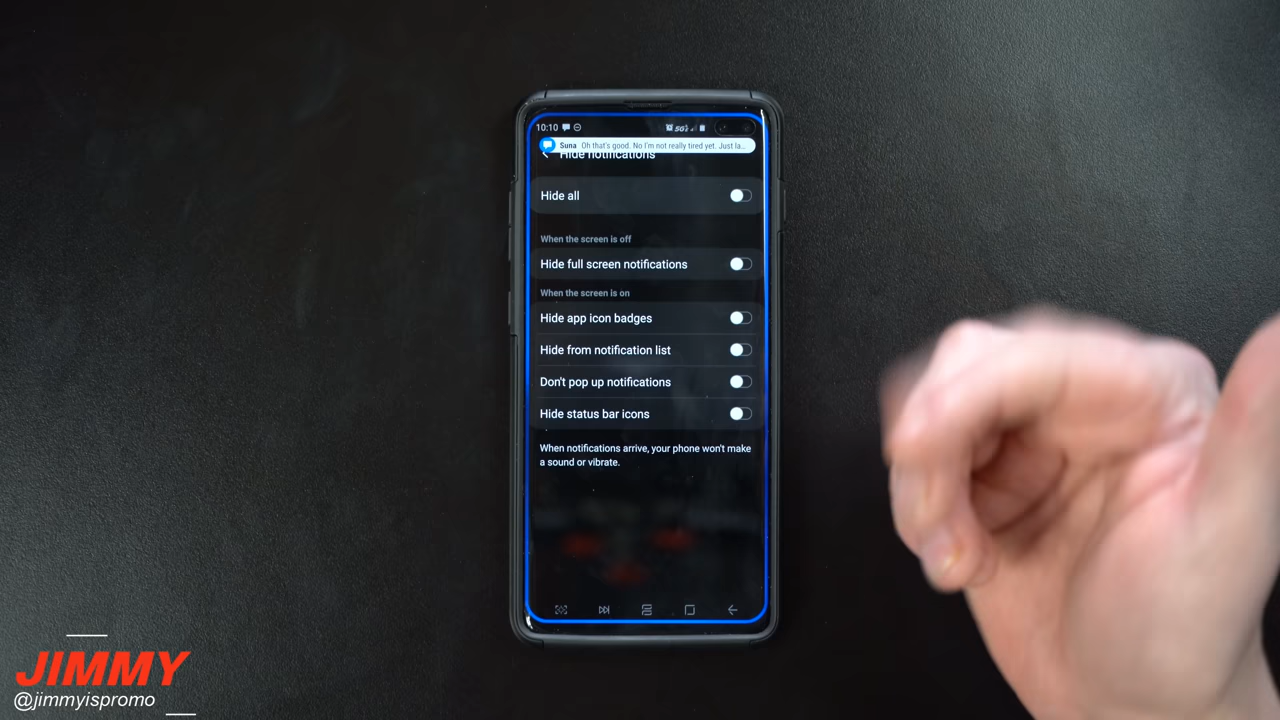 10:10
5G
Suna Oh that's good. No I'm not really tired yet. Just la...
Hide notifications
Hide all
When the screen is off
Hide full screen notifications
When the screen is on
Hide app icon badges
Hide from notification list
Don't pop up notifications
Hide status bar icons
When notifications arrive, your phone won't make
a sound or vibrate.
JIMMY
@jimmyispromo